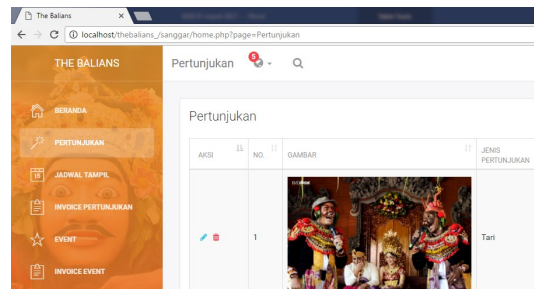 The Balians
localhost/thebalians_/sanggar/home.php?page=Pertunjukan
THE BALIANS
Pertunjukan
5
BERANDA
PERTUNJUKAN
JADWAL TAMPIL
INVOICE PERTUNJUKAN
EVENT
INVOICE EVENT
Pertunjukan
AKSI
NO.
GAMBAR
JENIS
PERTUNJUKAN
1
Tari